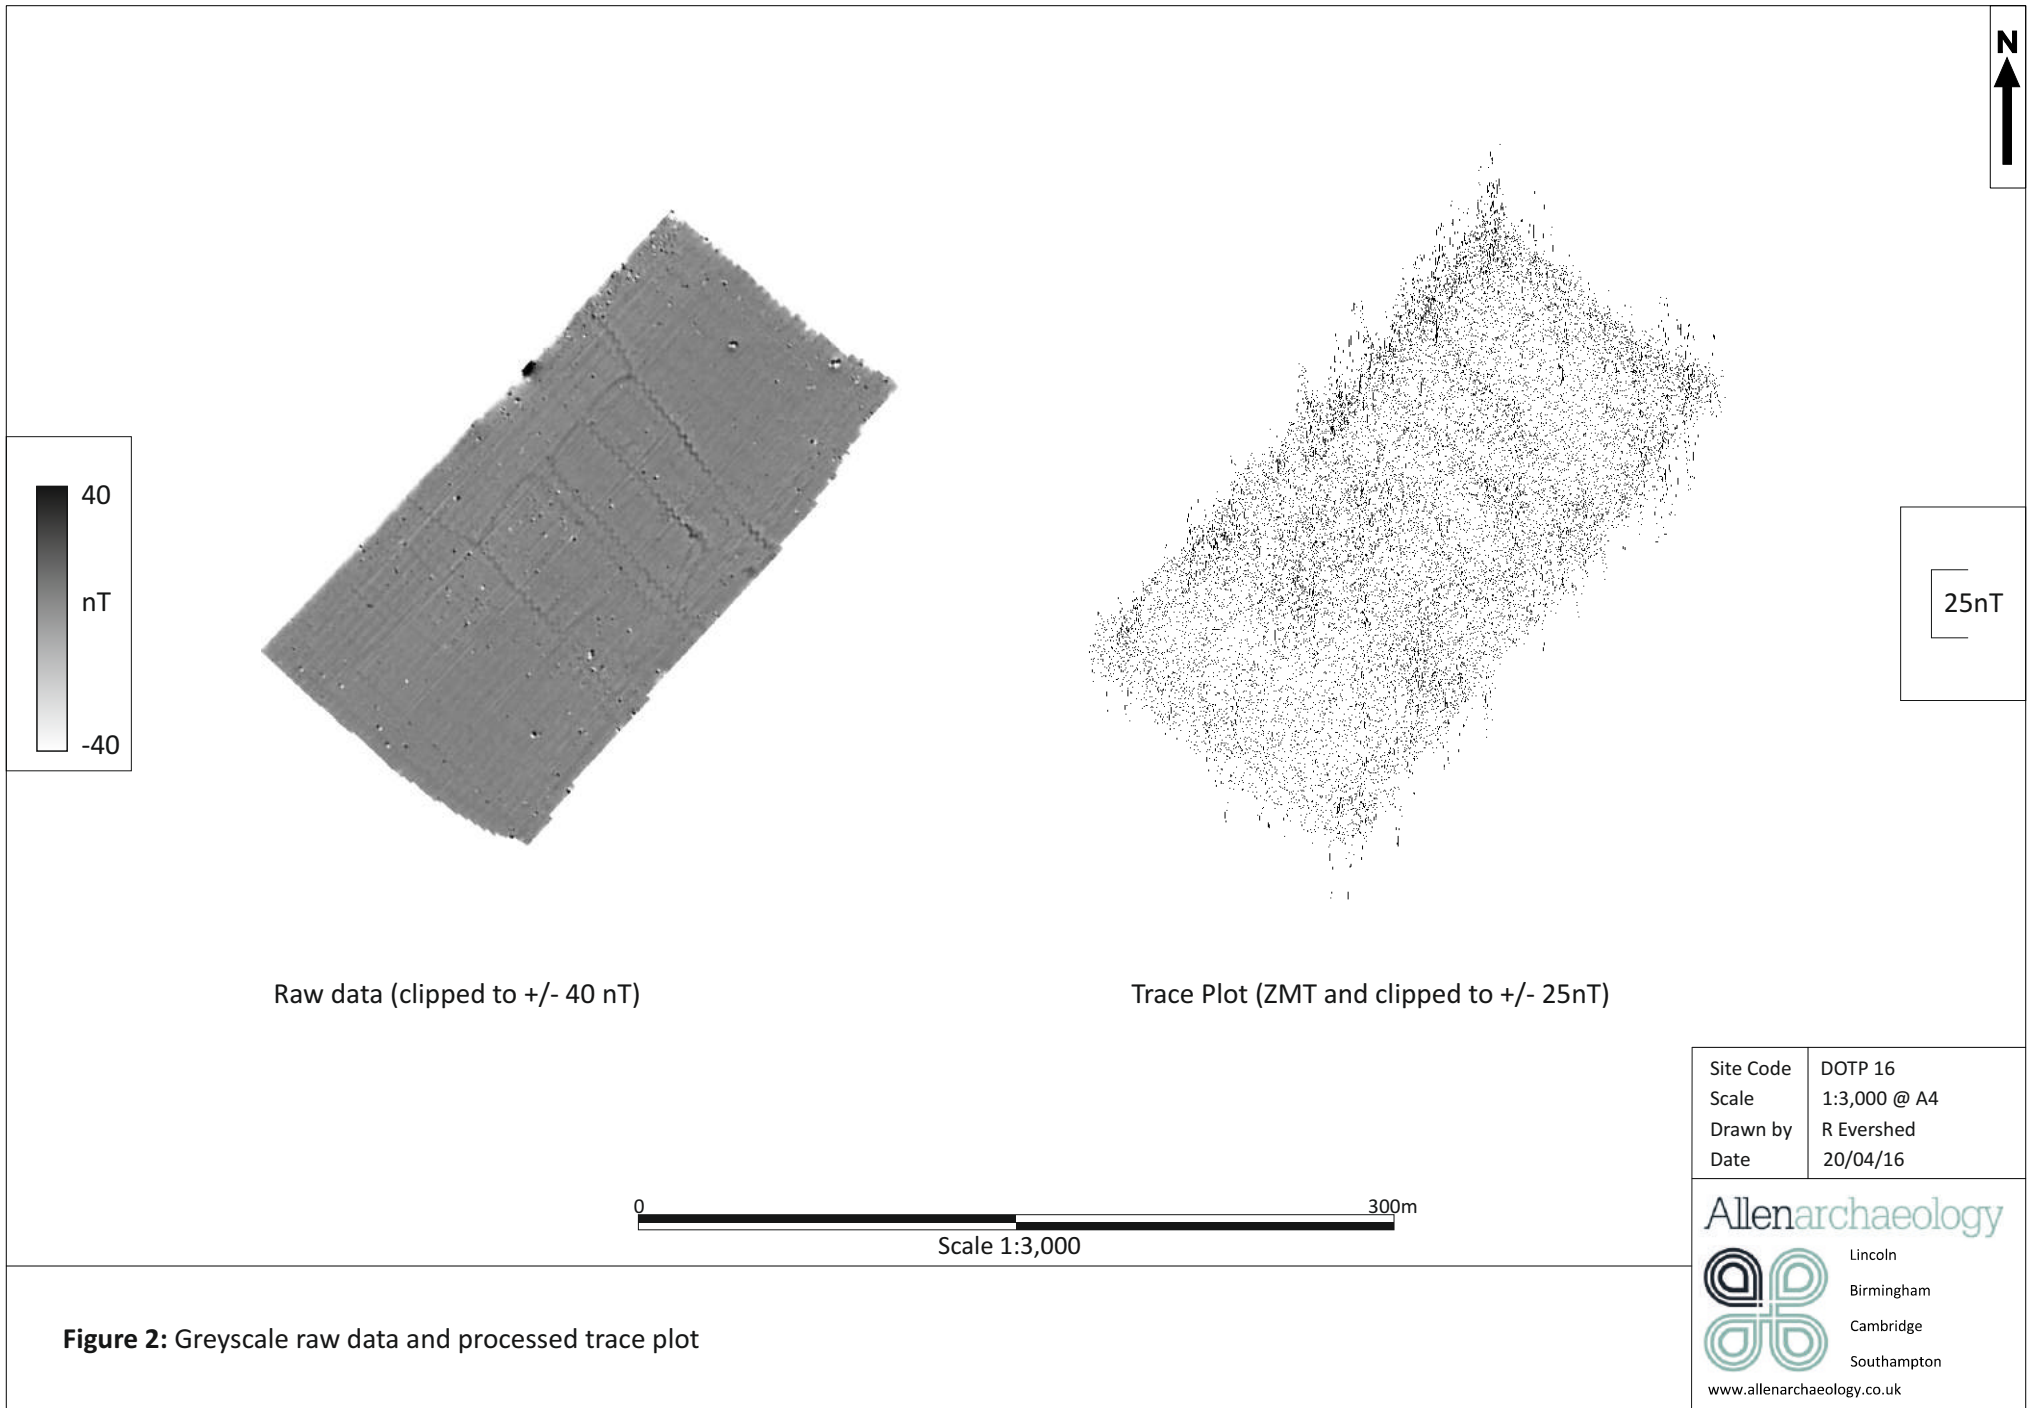 N
40
nT
-40
25nT
Raw data (clipped to +/- 40 nT)
Trace Plot (ZMT and clipped to +/- 25nT)
0 300m
Scale 1:3,000
Site Code DOTP 16
Scale 1:3,000 @ A4
Drawn by R Evershed
Date 20/04/16
Allenarchaeology
Lincoln
Birmingham
Cambridge
Southampton
www.allenarchaeology.co.uk
Figure 2: Greyscale raw data and processed trace plot